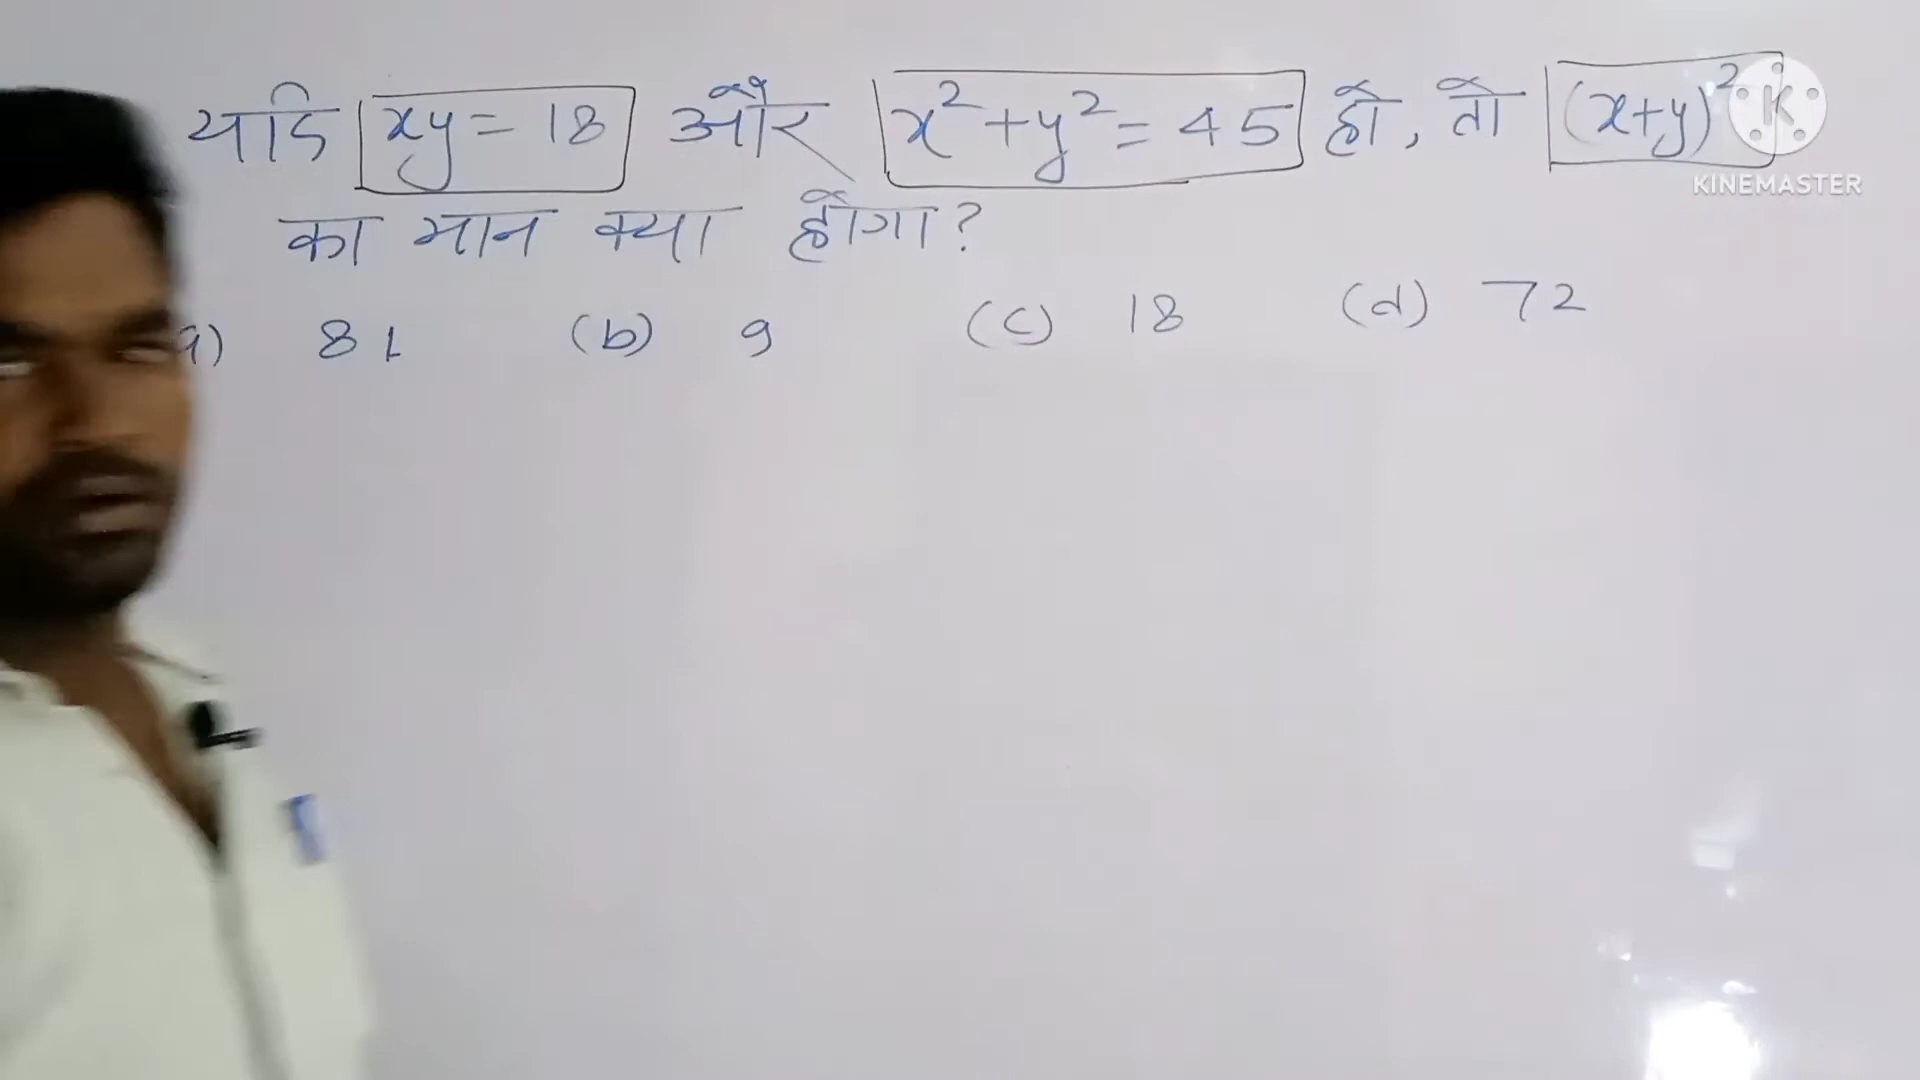 यदि xy = 18 और x² + y² = 45 हो, तो (x+y)²
का मान क्या होगा ?
a) 81 (b) 9 (c) 18 (d) 72
K
KINEMASTER